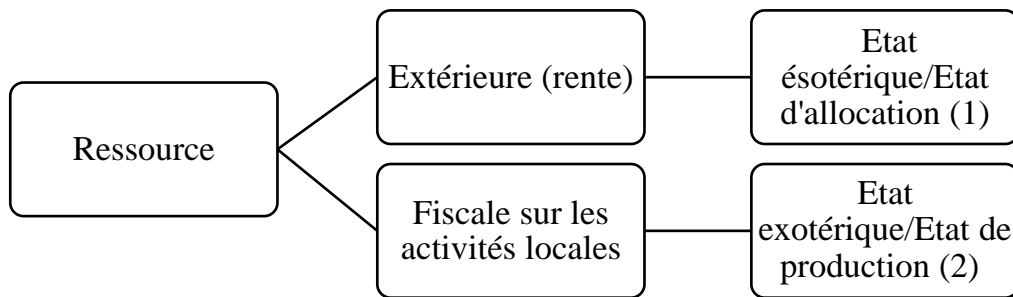 Ressource
Extérieure (rente)
Etat
ésotérique/Etat
d'allocation (1)
Fiscale sur les
activités locales
Etat
exotérique/Etat de
production (2)